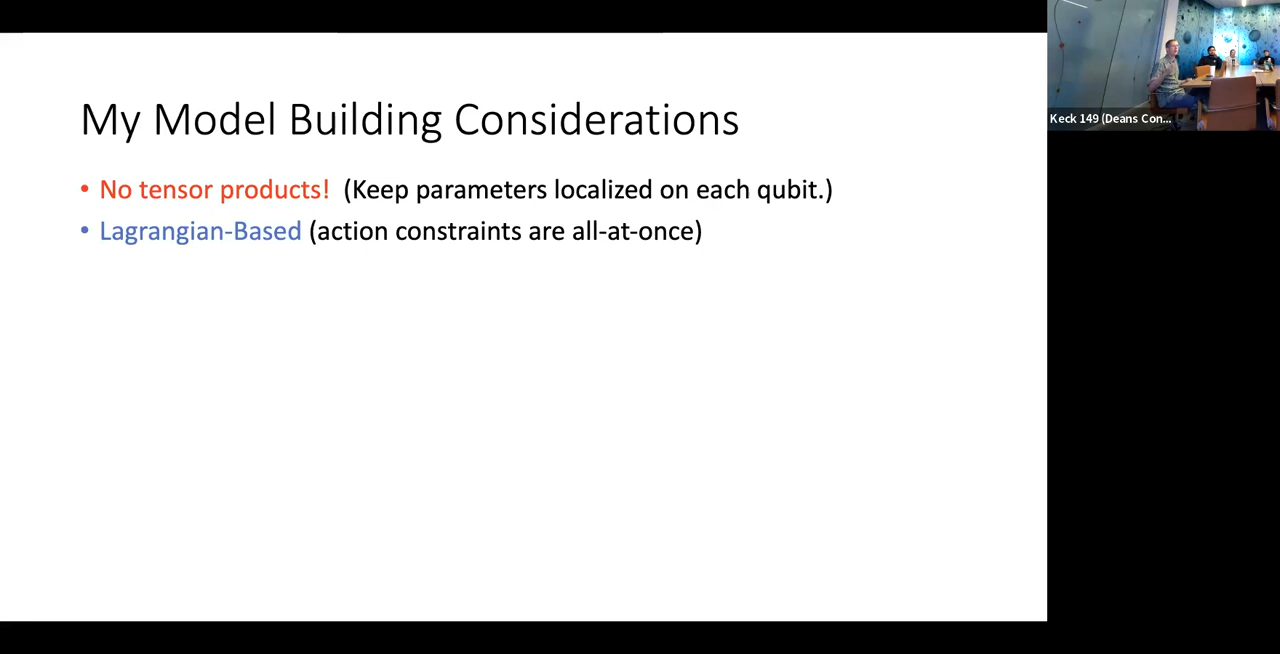 My Model Building Considerations
• No tensor products! (Keep parameters localized on each qubit.)
• Lagrangian-Based (action constraints are all-at-once)
Keck 149 (Deans Con...